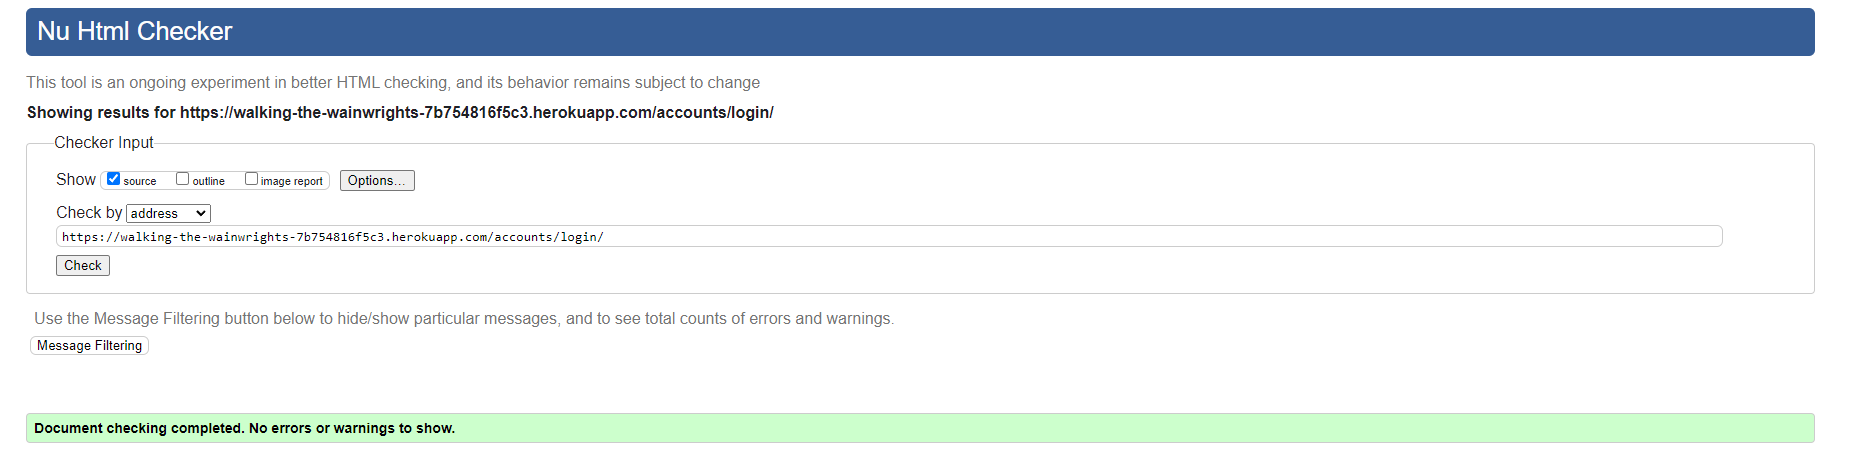 Nu Html Checker
This tool is an ongoing experiment in better HTML checking, and its behavior remains subject to change
Showing results for https://walking-the-wainwrights-7b754816f5c3.herokuapp.com/accounts/login/
Checker Input
Show source outline image report Options...
Check by address
https://walking-the-wainwrights-7b754816f5c3.herokuapp.com/accounts/login/
Check
Use the Message Filtering button below to hide/show particular messages, and to see total counts of errors and warnings.
Message Filtering
Document checking completed. No errors or warnings to show.